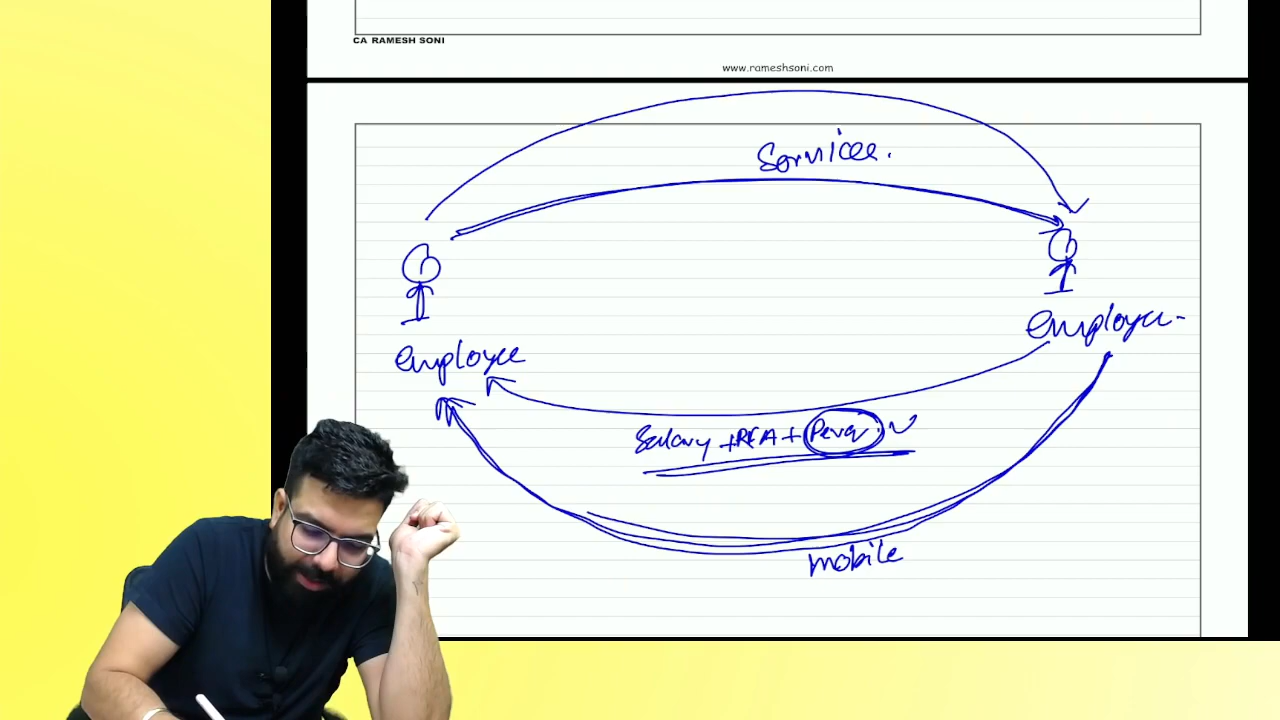 CA RAMESH SONI
www.rameshsoni.com
Services.
employee
employer
Salary + RFA + Perq.
mobile